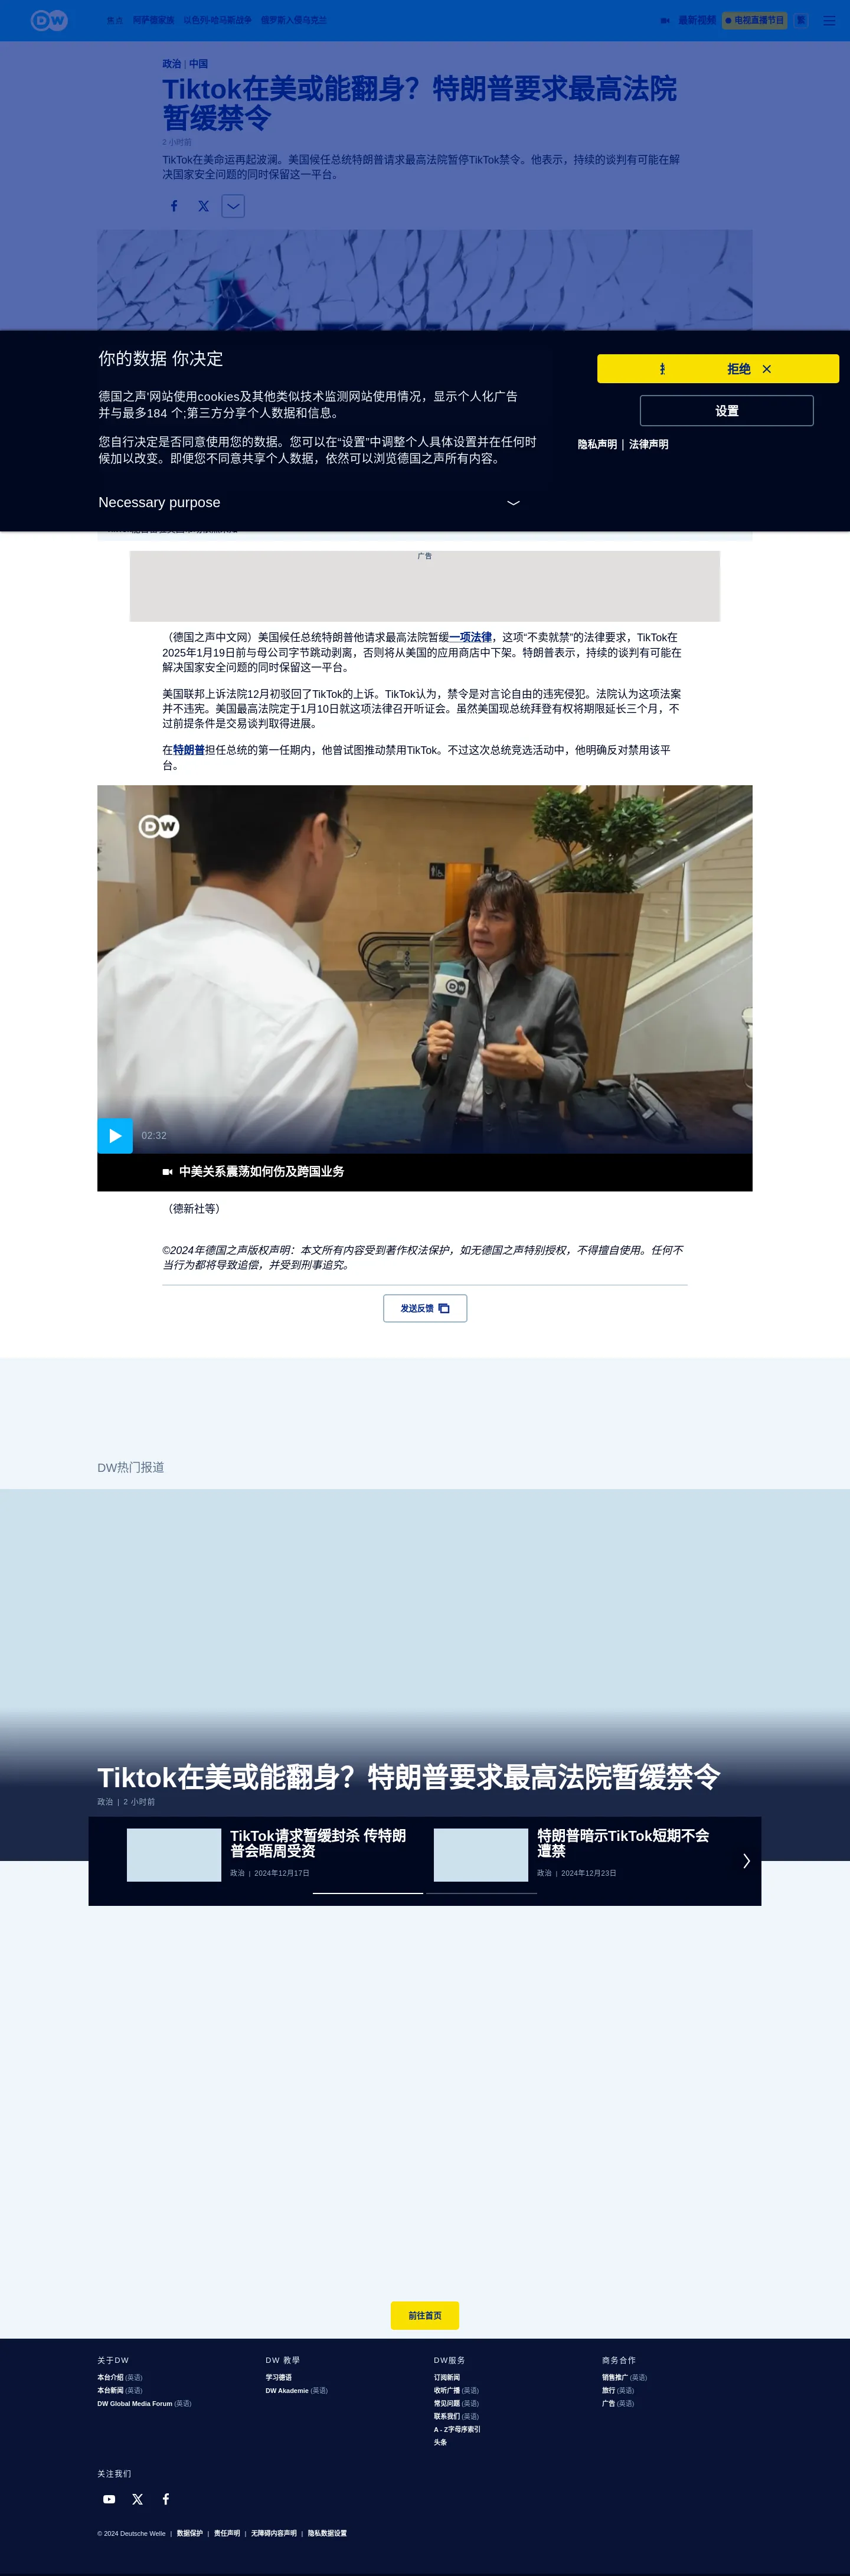 DW
焦点 阿萨德家族 以色列-哈马斯战争 俄罗斯入侵乌克兰 最新视频 电视直播节目 繁
政治 | 中国
Tiktok在美或能翻身？特朗普要求最高法院
暂缓禁令
2 小时前
TikTok在美命运再起波澜。美国候任总统特朗普请求最高法院暂停TikTok禁令。他表示，持续的谈判有可能在解
决国家安全问题的同时保留这一平台。
你的数据 你决定
德国之声'网站使用cookies及其他类似技术监测网站使用情况，显示个人化广告
并与最多184 个;第三方分享个人数据和信息。
您自行决定是否同意使用您的数据。您可以在“设置”中调整个人具体设置并在任何时
候加以改变。即便您不同意共享个人数据，依然可以浏览德国之声所有内容。
Necessary purpose
拒绝
设置
隐私声明 | 法律声明
广告
（德国之声中文网）美国候任总统特朗普他请求最高法院暂缓一项法律，这项“不卖就禁”的法律要求，TikTok在
2025年1月19日前与母公司字节跳动剥离，否则将从美国的应用商店中下架。特朗普表示，持续的谈判有可能在
解决国家安全问题的同时保留这一平台。
美国联邦上诉法院12月初驳回了TikTok的上诉。TikTok认为，禁令是对言论自由的违宪侵犯。法院认为这项法案
并不违宪。美国最高法院定于1月10日就这项法律召开听证会。虽然美国现总统拜登有权将期限延长三个月，不
过前提条件是交易谈判取得进展。
在特朗普担任总统的第一任期内，他曾试图推动禁用TikTok。不过这次总统竞选活动中，他明确反对禁用该平
台。
DW
DW
02:32
中美关系震荡如何伤及跨国业务
（德新社等）
©2024年德国之声版权声明：本文所有内容受到著作权法保护，如无德国之声特别授权，不得擅自使用。任何不
当行为都将导致追偿，并受到刑事追究。
发送反馈
DW热门报道
Tiktok在美或能翻身？特朗普要求最高法院暂缓禁令
政治 | 2 小时前
TikTok请求暂缓封杀 传特朗
普会晤周受资
政治 | 2024年12月17日
特朗普暗示TikTok短期不会
遭禁
政治 | 2024年12月23日
前往首页
关于DW
本台介绍 (英语)
本台新闻 (英语)
DW Global Media Forum (英语)
DW 教學
学习德语
DW Akademie (英语)
DW服务
订阅新闻
收听广播 (英语)
常见问题 (英语)
联系我们 (英语)
A - Z字母序索引
头条
商务合作
销售推广 (英语)
旅行 (英语)
广告 (英语)
关注我们
© 2024 Deutsche Welle | 数据保护 | 责任声明 | 无障碍内容声明 | 隐私数据设置